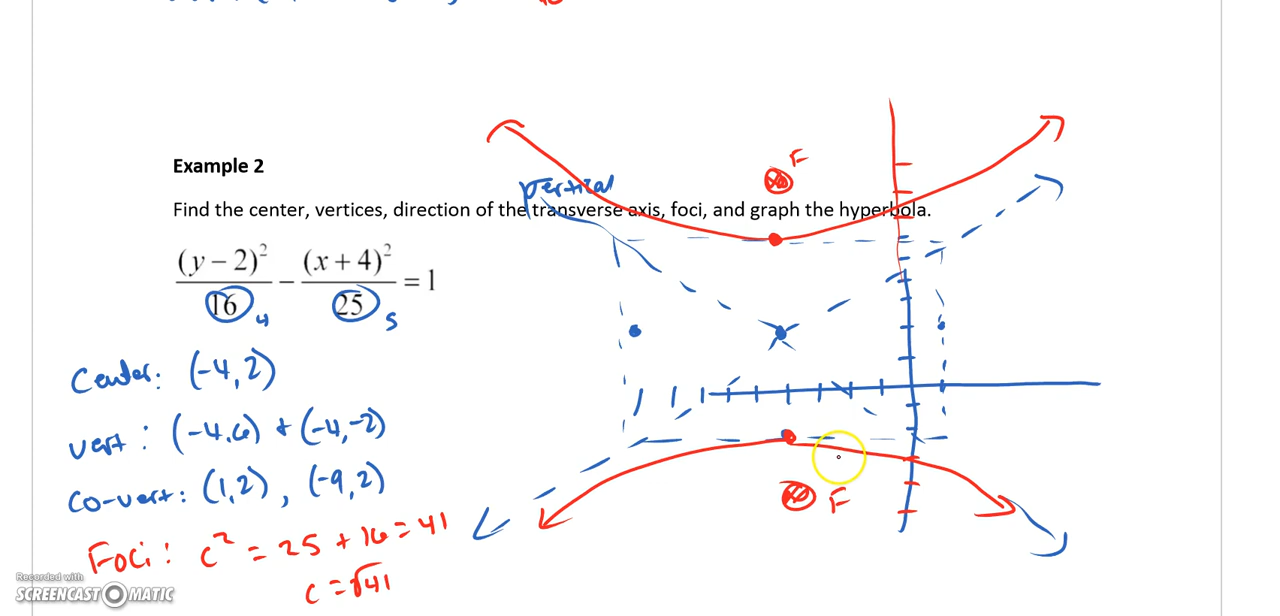 Example 2
vertical
F
Find the center, vertices, direction of the transverse axis, foci, and graph the hyperbola.
(y − 2)² / 16 − (x + 4)² / 25 = 1
4 5
Center: (-4, 2)
Vert: (-4, 6) + (-4, -2)
Co-vert: (1, 2), (-9, 2)
F
Foci: c² = 25 + 16 = 41
c = √41
Recorded with
SCREENCAST-O-MATIC